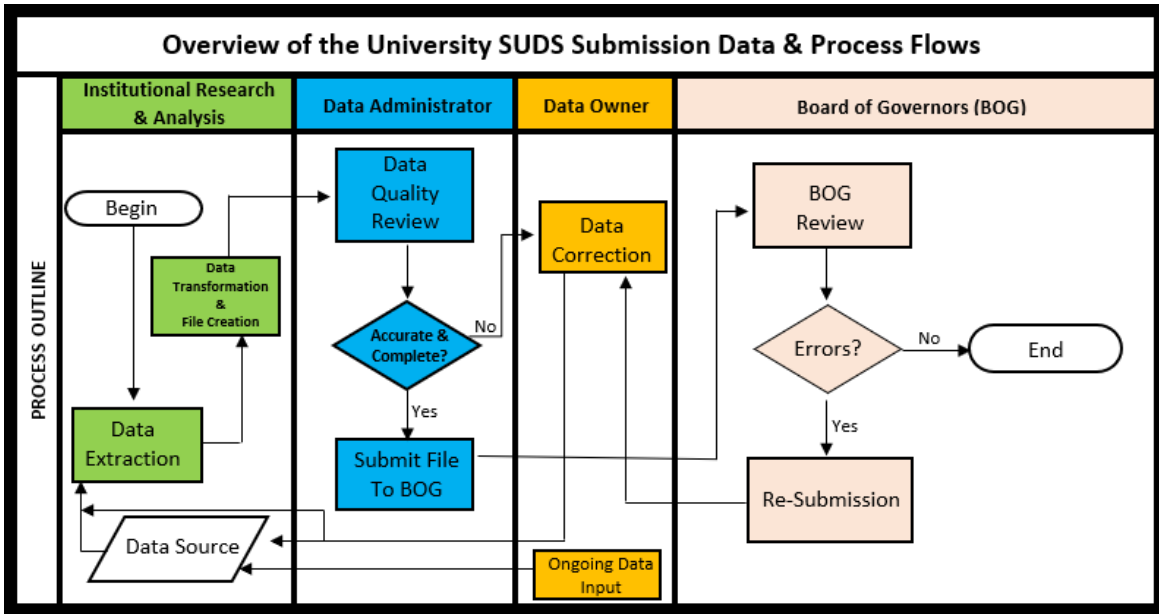 Overview of the University SUDS Submission Data & Process Flows
Institutional Research
& Analysis
Data Administrator
Data Owner
Board of Governors (BOG)
PROCESS OUTLINE
Begin
Data
Transformation
&
File Creation
Data
Extraction
Data Source
Data
Quality
Review
Accurate &
Complete?
No
Yes
Submit File
To BOG
Data
Correction
Ongoing Data
Input
BOG
Review
Errors?
No
End
Yes
Re-Submission